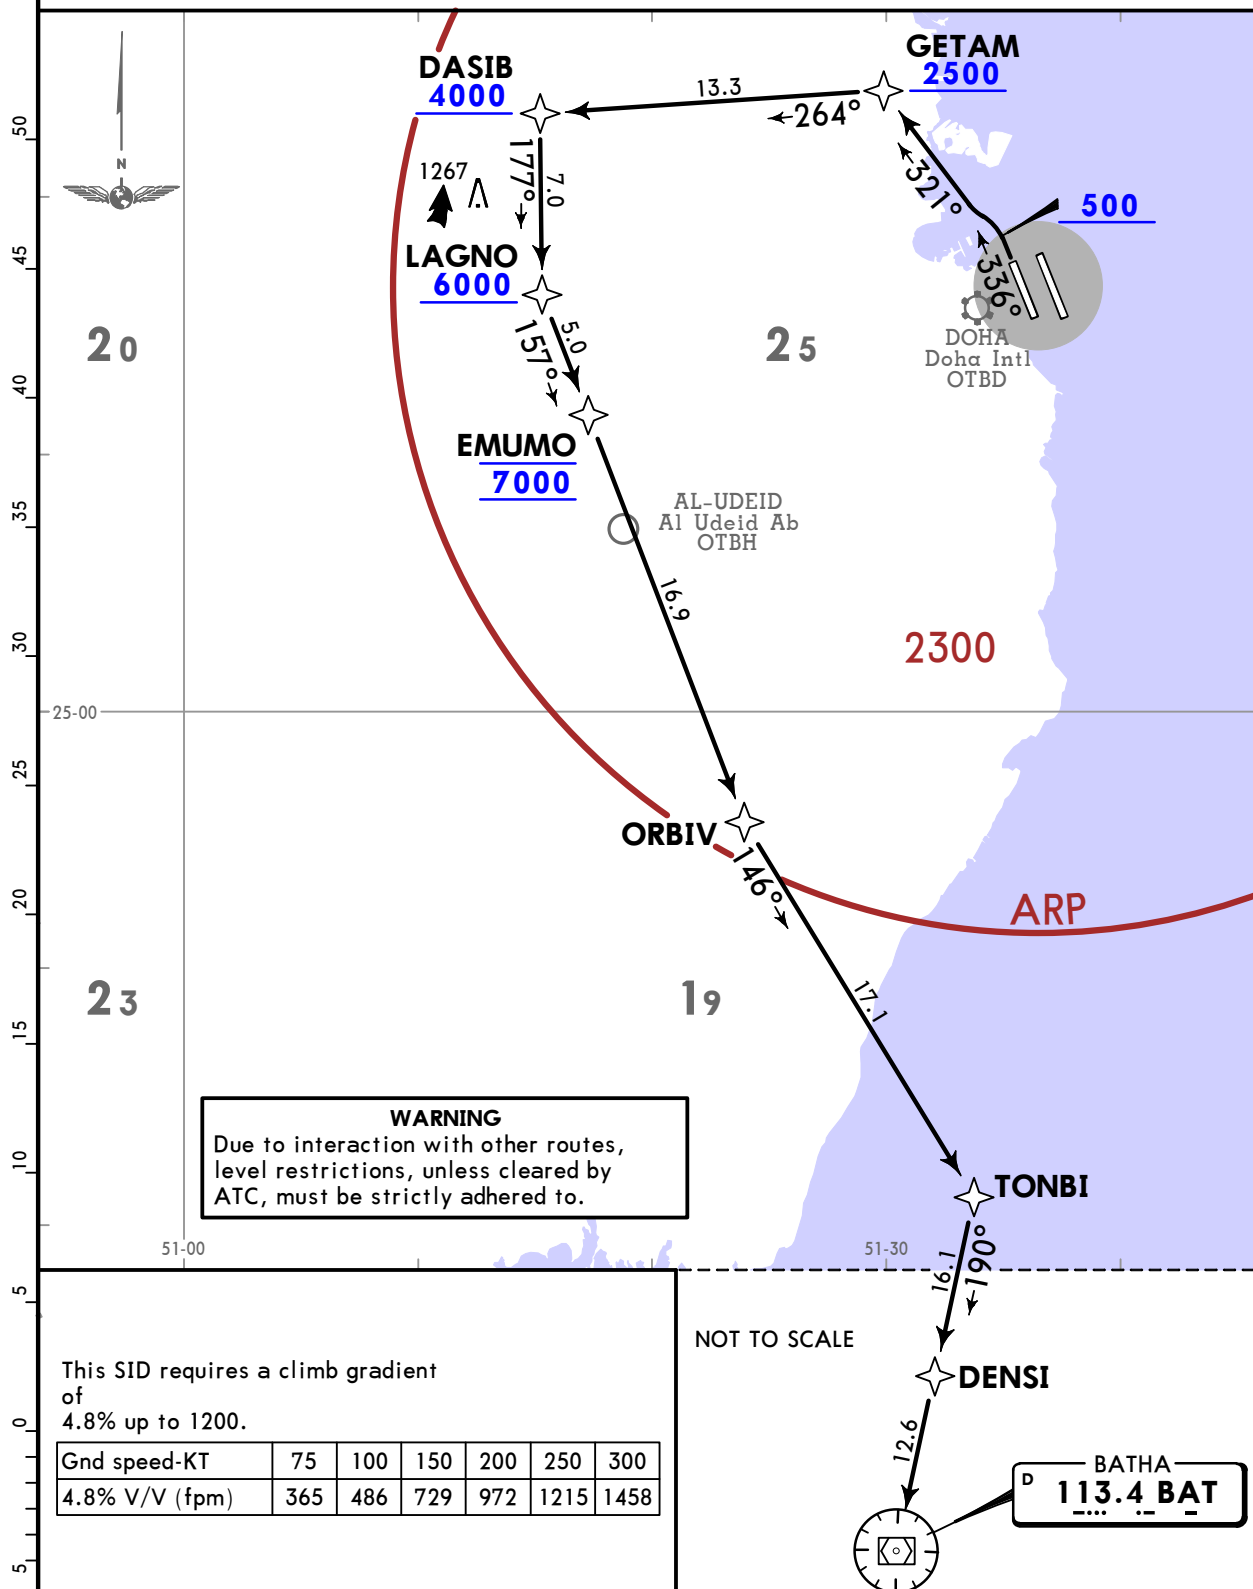 GETAM
2500
DASIB
4000
13.3
264°
50
N
1267
177°
7.0
321°
500
45
LAGNO
6000
336°
20
25
5.0
157°
DOHA
Doha Intl
OTBD
40
EMUMO
7000
35
AL-UDEID
Al Udeid Ab
OTBH
16.9
30
2300
25-00
25
ORBIV
146°
20
ARP
23
19
17.1
15
WARNING
Due to interaction with other routes,
level restrictions, unless cleared by
ATC, must be strictly adhered to.
10
TONBI
51-00
51-30
16.1
190°
5
NOT TO SCALE
This SID requires a climb gradient
of
4.8% up to 1200.
DENSI
0
12.6
Gnd speed-KT 75 100 150 200 250 300
4.8% V/V (fpm) 365 486 729 972 1215 1458
BATHA
D 113.4 BAT
5